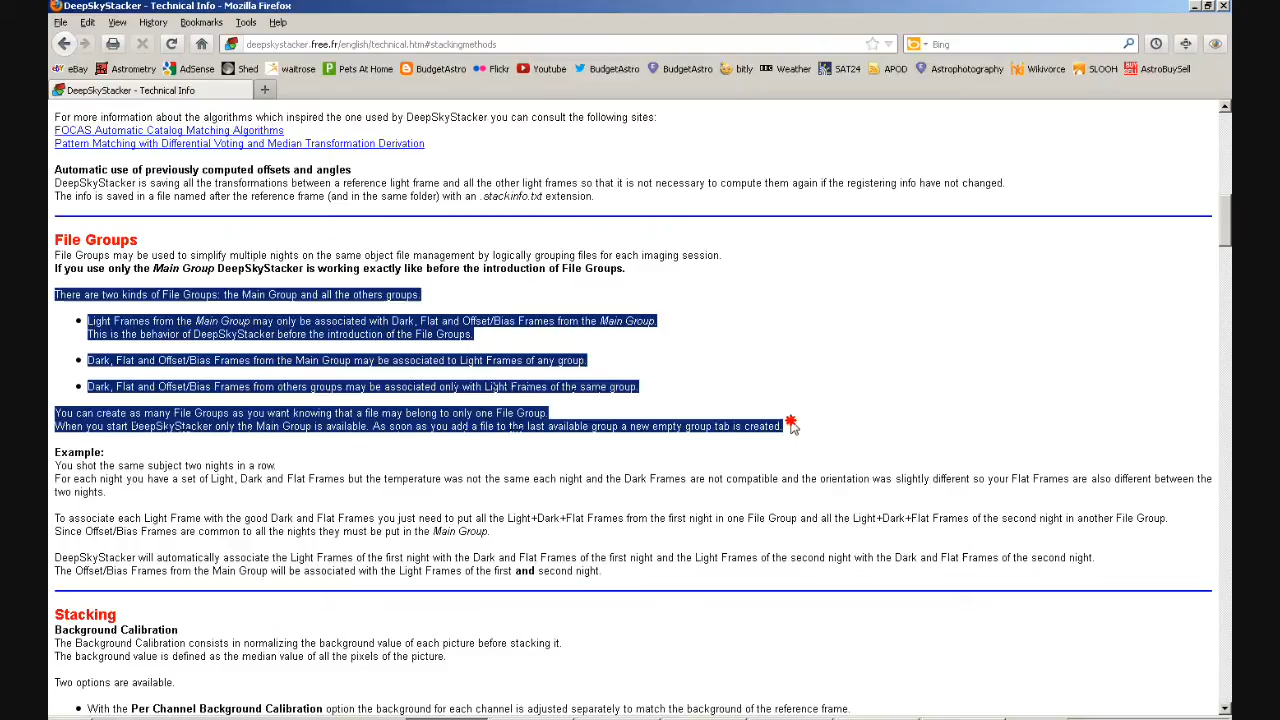 DeepSkyStacker - Technical Info - Mozilla Firefox
File Edit View History Bookmarks Tools Help
deepskystacker.free.fr/english/technical.htm#stackingmethods
Bing
eBay Astrometry AdSense Shed waitrose Pets At Home BudgetAstro Flickr Youtube BudgetAstro BudgetAstro bitly Weather SAT24 APOD Astrophotography Wikivorce SLOOH AstroBuySell
DeepSkyStacker - Technical Info
For more information about the algorithms which inspired the one used by DeepSkyStacker you can consult the following sites:
FOCAS Automatic Catalog Matching Algorithms
Pattern Matching with Differential Voting and Median Transformation Derivation
Automatic use of previously computed offsets and angles
DeepSkyStacker is saving all the transformations between a reference light frame and all the other light frames so that it is not necessary to compute them again if the registering info have not changed.
The info is saved in a file named after the reference frame (and in the same folder) with an .stackinfo.txt extension.
File Groups
File Groups may be used to simplify multiple nights on the same object file management by logically grouping files for each imaging session.
If you use only the Main Group DeepSkyStacker is working exactly like before the introduction of File Groups.
There are two kinds of File Groups: the Main Group and all the others groups.
Light Frames from the Main Group may only be associated with Dark, Flat and Offset/Bias Frames from the Main Group.
This is the behavior of DeepSkyStacker before the introduction of the File Groups.
Dark, Flat and Offset/Bias Frames from the Main Group may be associated to Light Frames of any group.
Dark, Flat and Offset/Bias Frames from others groups may be associated only with Light Frames of the same group.
You can create as many File Groups as you want knowing that a file may belong to only one File Group.
When you start DeepSkyStacker only the Main Group is available. As soon as you add a file to the last available group a new empty group tab is created.
Example:
You shot the same subject two nights in a row.
For each night you have a set of Light, Dark and Flat Frames but the temperature was not the same each night and the Dark Frames are not compatible and the orientation was slightly different so your Flat Frames are also different between the
two nights.
To associate each Light Frame with the good Dark and Flat Frames you just need to put all the Light+Dark+Flat Frames from the first night in one File Group and all the Light+Dark+Flat Frames of the second night in another File Group.
Since Offset/Bias Frames are common to all the nights they must be put in the Main Group.
DeepSkyStacker will automatically associate the Light Frames of the first night with the Dark and Flat Frames of the first night and the Light Frames of the second night with the Dark and Flat Frames of the second night.
The Offset/Bias Frames from the Main Group will be associated with the Light Frames of the first and second night.
Stacking
Background Calibration
The Background Calibration consists in normalizing the background value of each picture before stacking it.
The background value is defined as the median value of all the pixels of the picture.
Two options are available.
With the Per Channel Background Calibration option the background for each channel is adjusted separately to match the background of the reference frame.